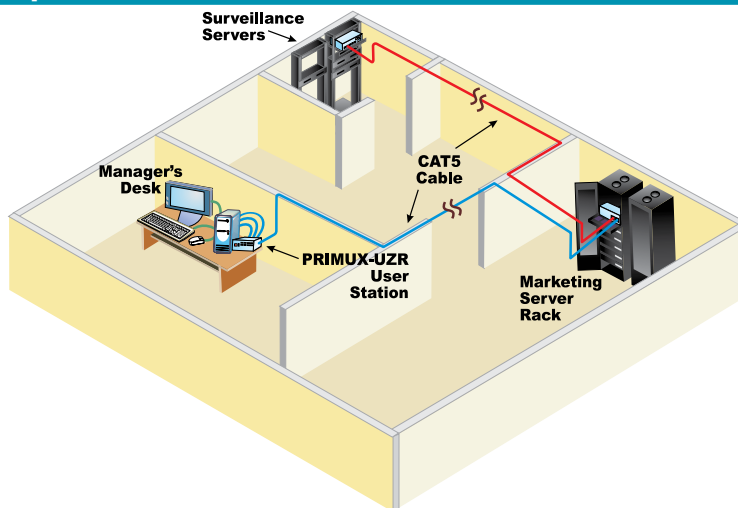 Surveillance
Servers
CAT5
Cable
Manager's
Desk
PRIMUX-UZR
User
Station
Marketing
Server
Rack